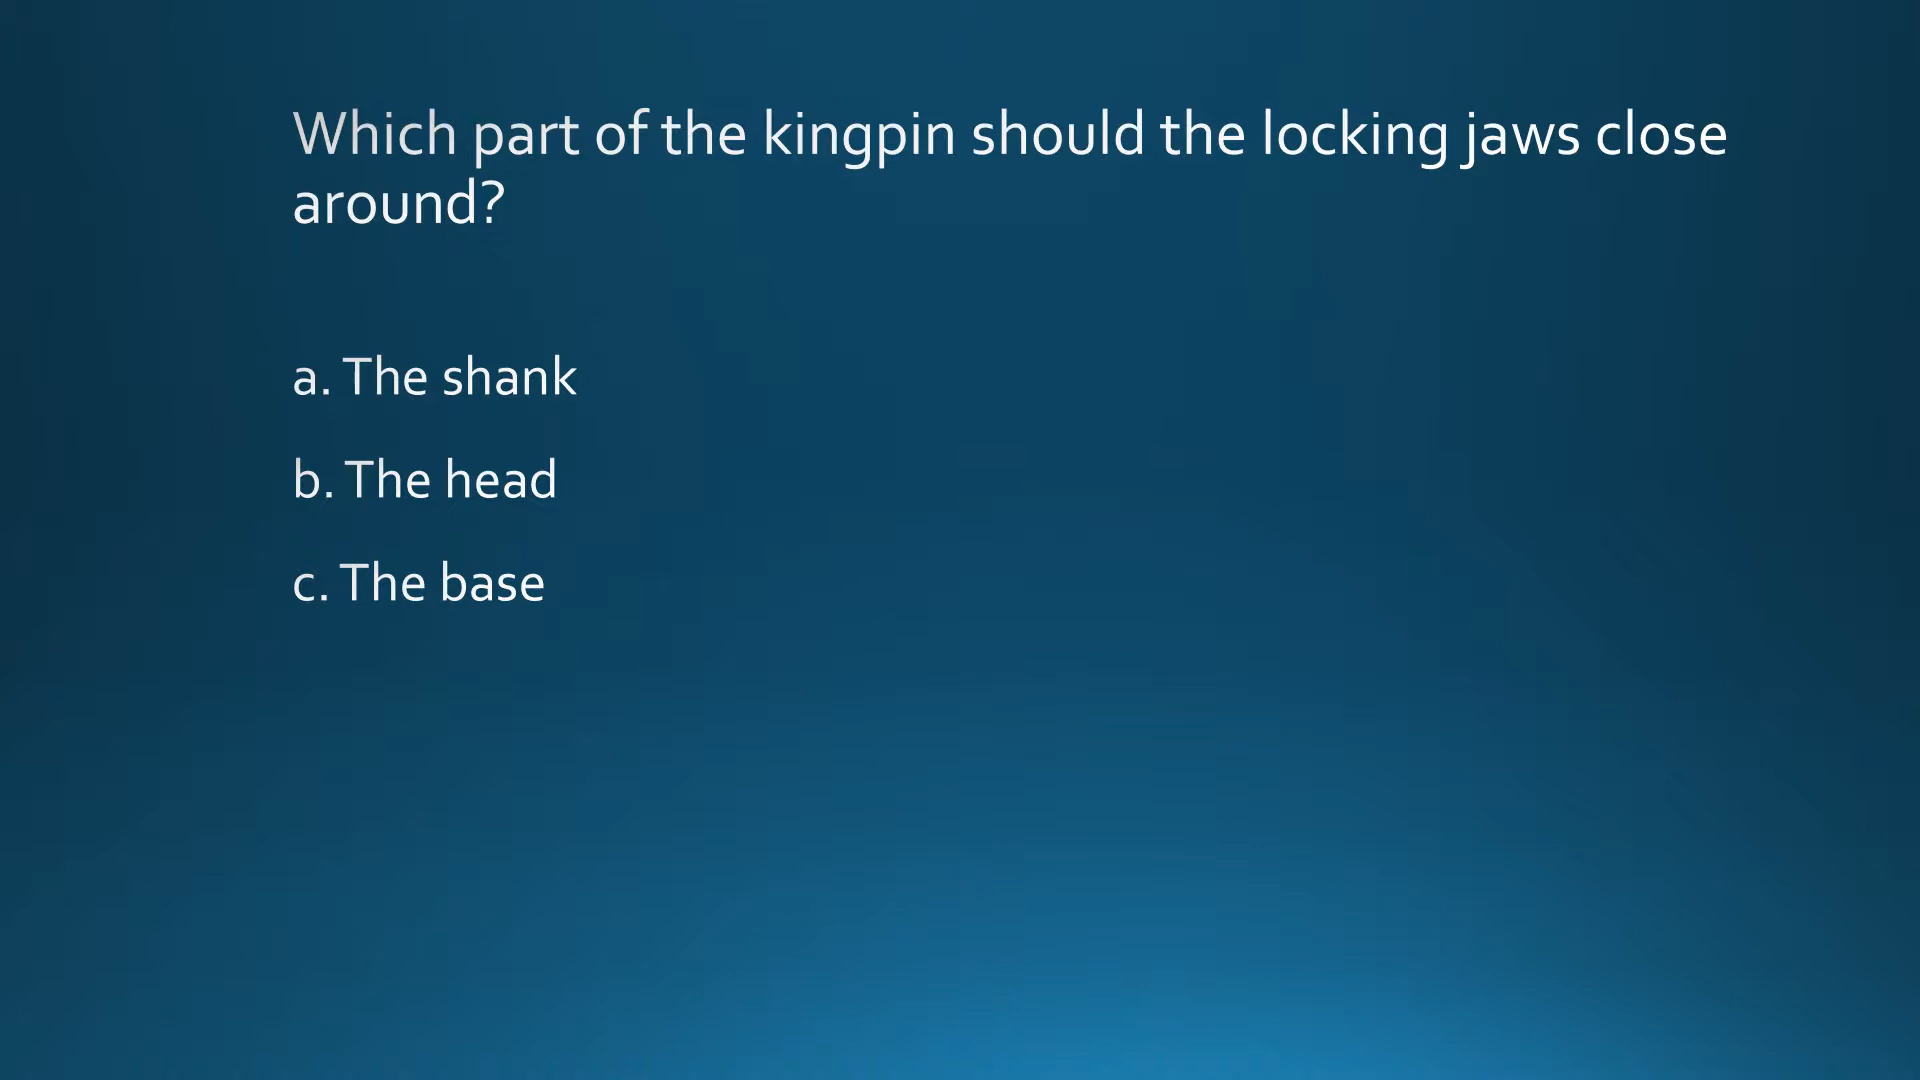 Which part of the kingpin should the locking jaws close
around?
a. The shank
b. The head
c. The base